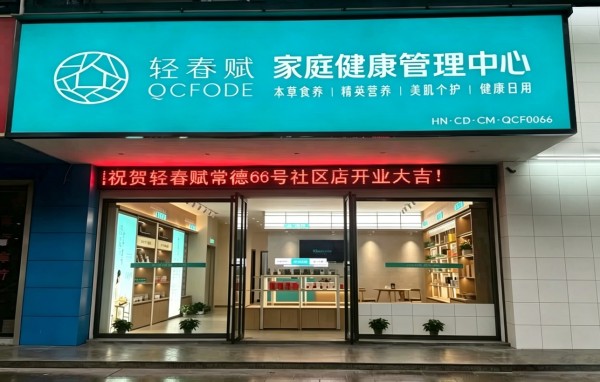 轻春赋
QCFODE
家庭健康管理中心
本草食养 | 精英营养 | 美肌个护 | 健康日用
HN·CD·CM·QCF0066
祝贺轻春赋常德66号社区店开业大吉！